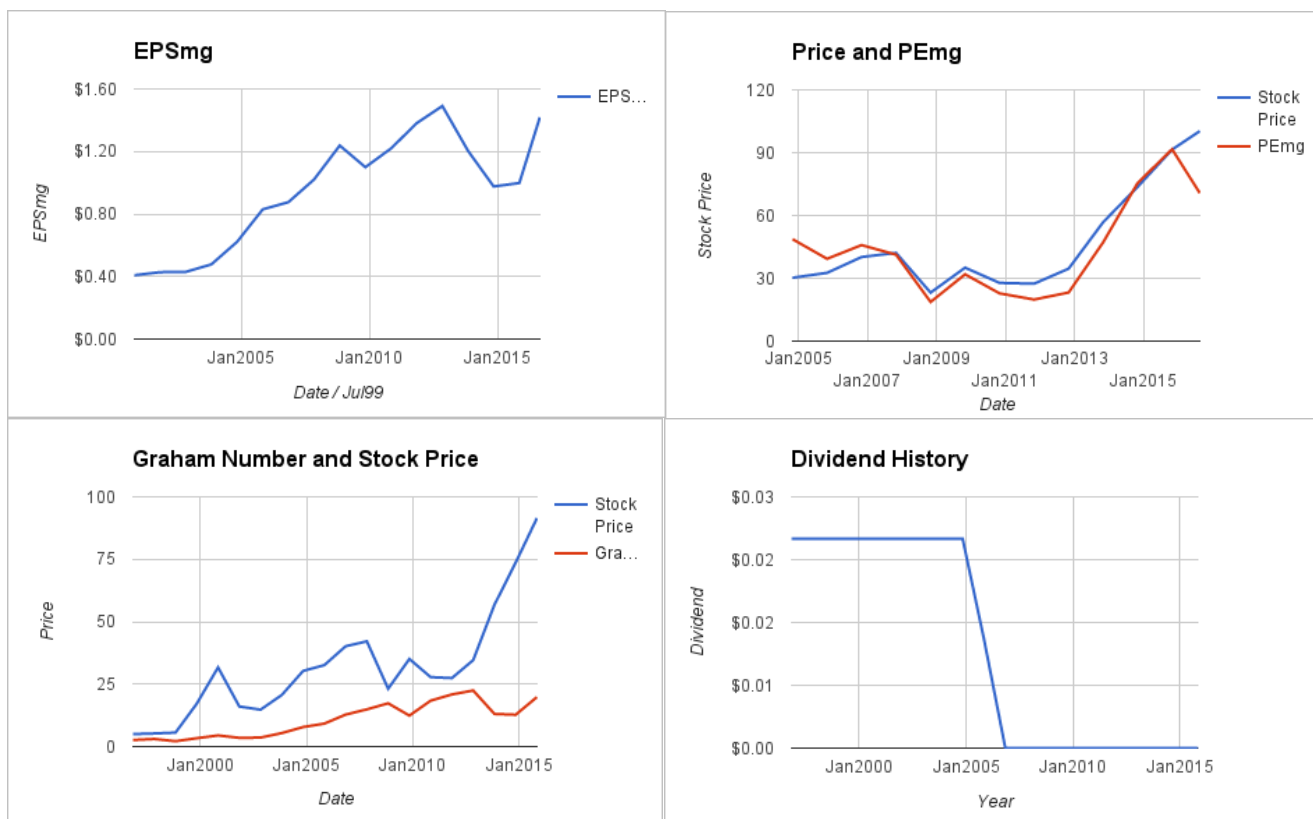 EPSmg
$1.60
$1.20
$0.80
$0.40
$0.00
EPSmg
Jan2005 Jan2010 Jan2015
Date / Jul99
EPS...
Price and PEmg
120
90
60
30
0
Stock Price
Jan2005 Jan2009 Jan2013
Jan2007 Jan2011 Jan2015
Date
Stock
Price
PEmg
Graham Number and Stock Price
100
75
50
25
0
Price
Jan2000 Jan2005 Jan2010 Jan2015
Date
Stock
Price
Gra...
Dividend History
$0.03
$0.02
$0.02
$0.01
$0.00
Dividend
Jan2000 Jan2005 Jan2010 Jan2015
Year